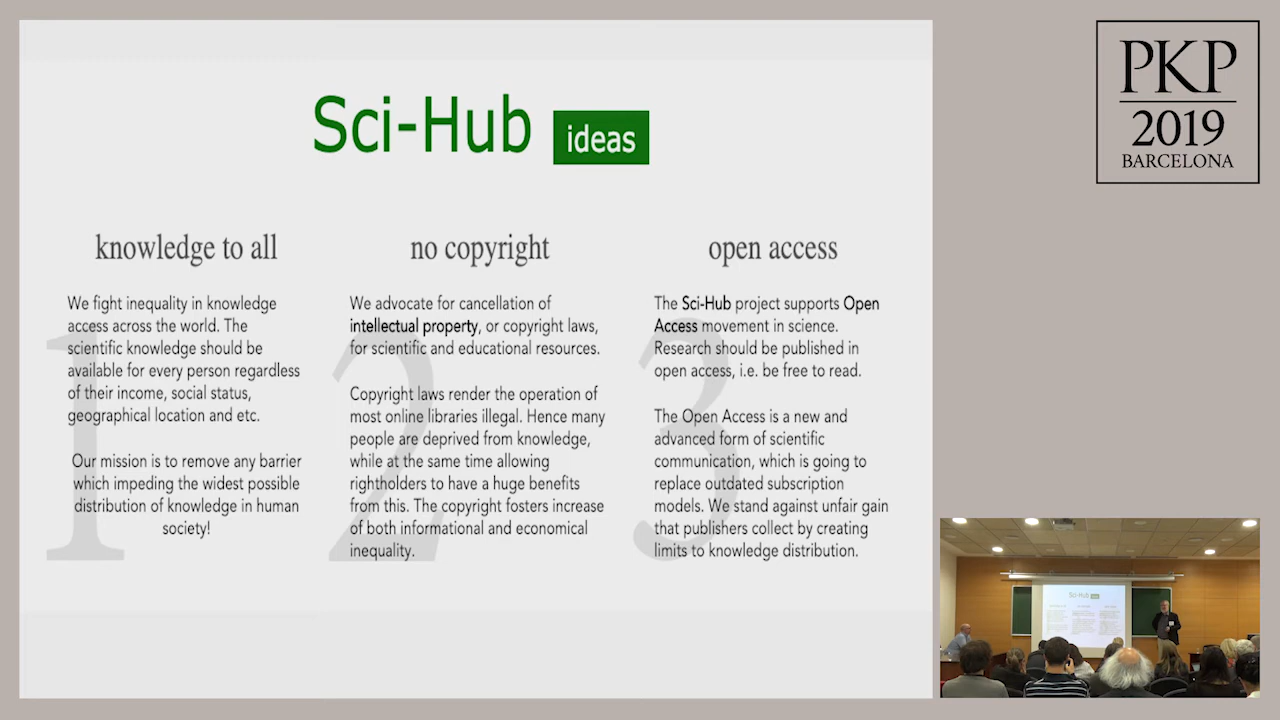 Sci-Hub ideas
knowledge to all
We fight inequality in knowledge
access across the world. The
scientific knowledge should be
available for every person regardless
of their income, social status,
geographical location and etc.
Our mission is to remove any barrier
which impeding the widest possible
distribution of knowledge in human
society!
1
no copyright
We advocate for cancellation of
intellectual property, or copyright laws,
for scientific and educational resources.
Copyright laws render the operation of
most online libraries illegal. Hence many
people are deprived from knowledge,
while at the same time allowing
rightholders to have a huge benefits
from this. The copyright fosters increase
of both informational and economical
inequality.
2
open access
The Sci-Hub project supports Open
Access movement in science.
Research should be published in
open access, i.e. be free to read.
The Open Access is a new and
advanced form of scientific
communication, which is going to
replace outdated subscription
models. We stand against unfair gain
that publishers collect by creating
limits to knowledge distribution.
3
PKP
2019
BARCELONA
Sci-Hub